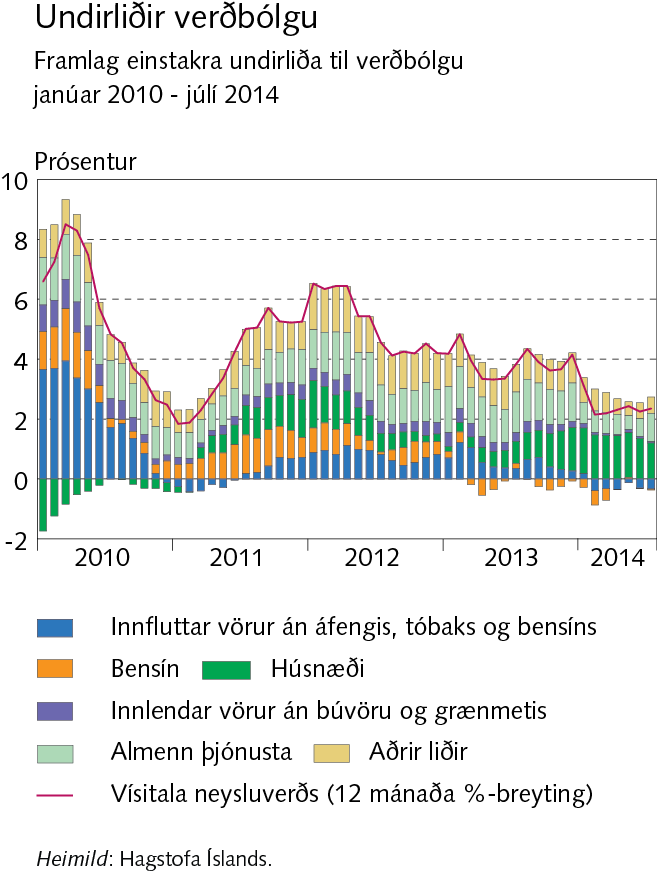 Undirliðir verðbólgu
Framlag einstakra undirliða til verðbólgu
janúar 2010 - júlí 2014
Prósentur
10
8
6
4
2
0
-2
2010 2011 2012 2013 2014
Innfluttar vörur án áfengis, tóbaks og bensíns
Bensín Húsnæði
Innlendar vörur án búvöru og grænmetis
Almenn þjónusta Aðrir liðir
Vísitala neysluverðs (12 mánaða %-breyting)
Heimild: Hagstofa Íslands.